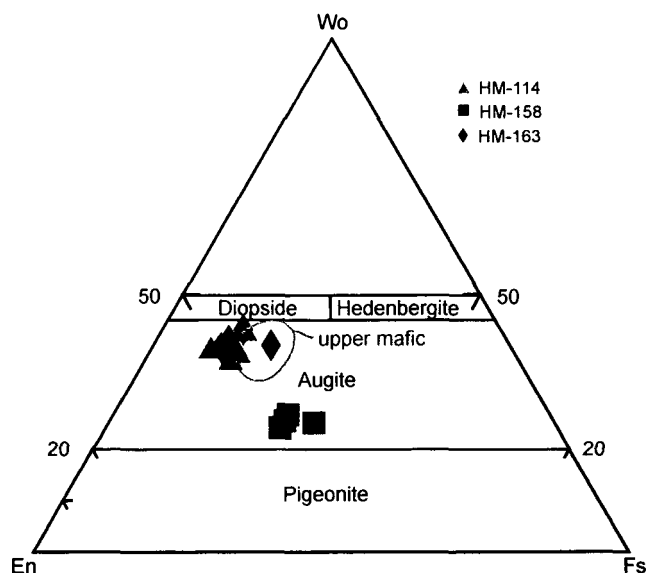 Wo
HM-114
HM-158
HM-163
50 50
Diopside Hedenbergite
upper mafic
Augite
20 20
Pigeonite
En Fs